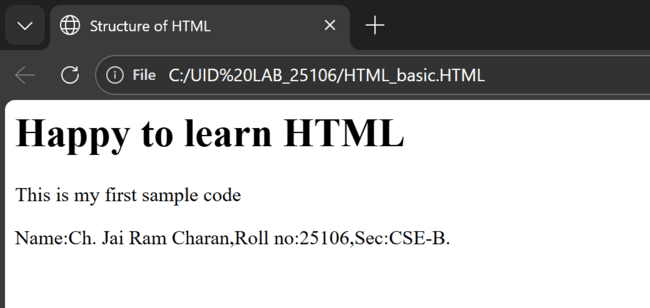 Structure of HTML
File C:/UID%20LAB_25106/HTML_basic.HTML
Happy to learn HTML
This is my first sample code
Name:Ch. Jai Ram Charan,Roll no:25106,Sec:CSE-B.